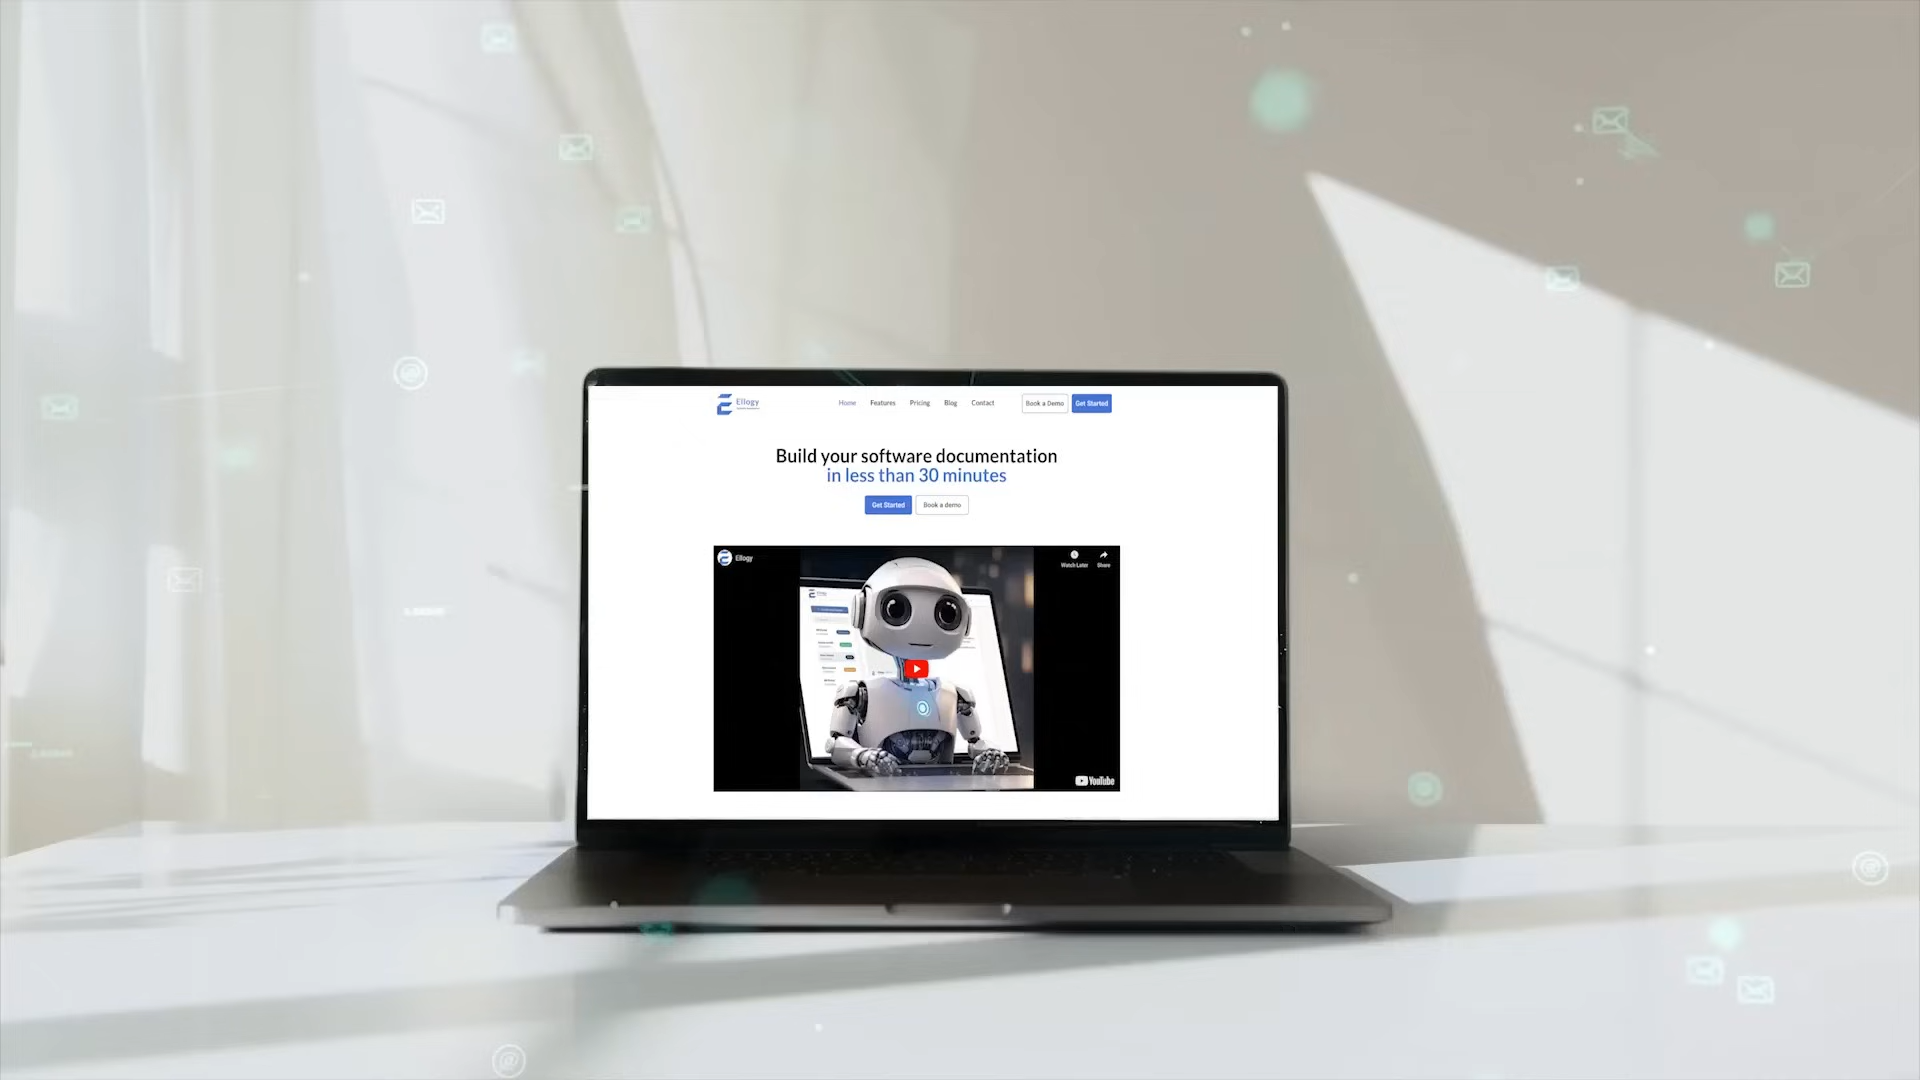 Ellogy
Home Features Pricing Blog Contact Book a Demo Get Started
Build your software documentation
in less than 30 minutes
Get Started Book a demo
Ellogy
Watch Later Share
YouTube